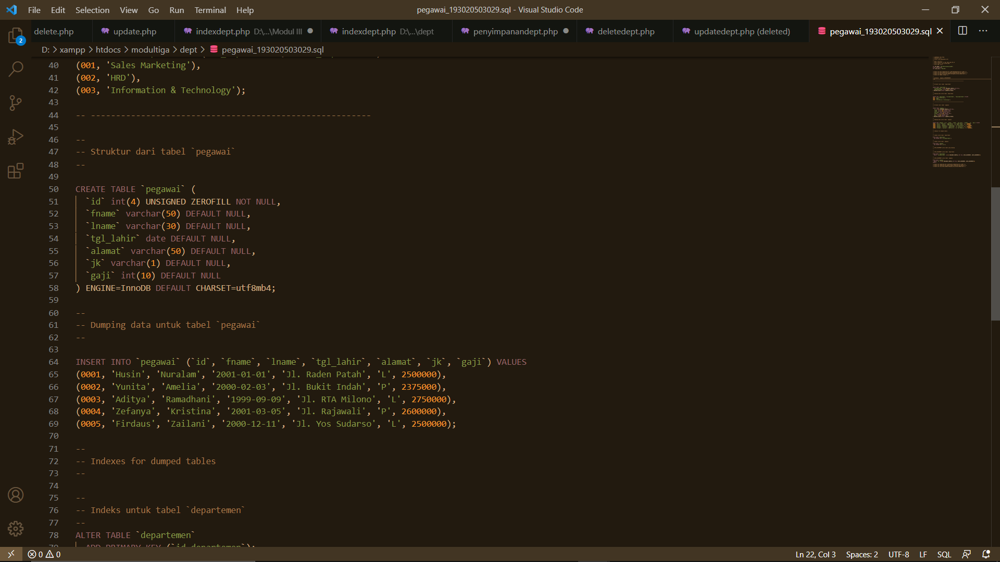 File Edit Selection View Go Run Terminal Help pegawai_193020503029.sql - Visual Studio Code
delete.php update.php indexdept.php D:\...\Modul III indexdept.php D:\...\dept penyimpanandept.php deletedept.php updatedept.php (deleted) pegawai_193020503029.sql
2
D: > xampp > htdocs > modultiga > dept > pegawai_193020503029.sql
40 (001, 'Sales Marketing'),
41 (002, 'HRD'),
42 (003, 'Information & Technology');
43
44 -- --------------------------------------------------------
45
46 --
47 -- Struktur dari tabel `pegawai`
48 --
49
50 CREATE TABLE `pegawai` (
51 `id` int(4) UNSIGNED ZEROFILL NOT NULL,
52 `fname` varchar(50) DEFAULT NULL,
53 `lname` varchar(30) DEFAULT NULL,
54 `tgl_lahir` date DEFAULT NULL,
55 `alamat` varchar(50) DEFAULT NULL,
56 `jk` varchar(1) DEFAULT NULL,
57 `gaji` int(10) DEFAULT NULL
58 ) ENGINE=InnoDB DEFAULT CHARSET=utf8mb4;
59
60 --
61 -- Dumping data untuk tabel `pegawai`
62 --
63
64 INSERT INTO `pegawai` (`id`, `fname`, `lname`, `tgl_lahir`, `alamat`, `jk`, `gaji`) VALUES
65 (0001, 'Husin', 'Nuralam', '2001-01-01', 'Jl. Raden Patah', 'L', 2500000),
66 (0002, 'Yunita', 'Amelia', '2000-02-03', 'Jl. Bukit Indah', 'P', 2375000),
67 (0003, 'Aditya', 'Ramadhani', '1999-09-09', 'Jl. RTA Milono', 'L', 2750000),
68 (0004, 'Zefanya', 'Kristina', '2001-03-05', 'Jl. Rajawali', 'P', 2600000),
69 (0005, 'Firdaus', 'Zailani', '2000-12-11', 'Jl. Yos Sudarso', 'L', 2500000);
70
71 --
72 -- Indexes for dumped tables
73 --
74
75 --
76 -- Indeks untuk tabel `departemen`
77 --
78 ALTER TABLE `departemen`
79 ADD PRIMARY KEY (`id_departemen`);
0 0 Ln 22, Col 3 Spaces: 2 UTF-8 LF SQL